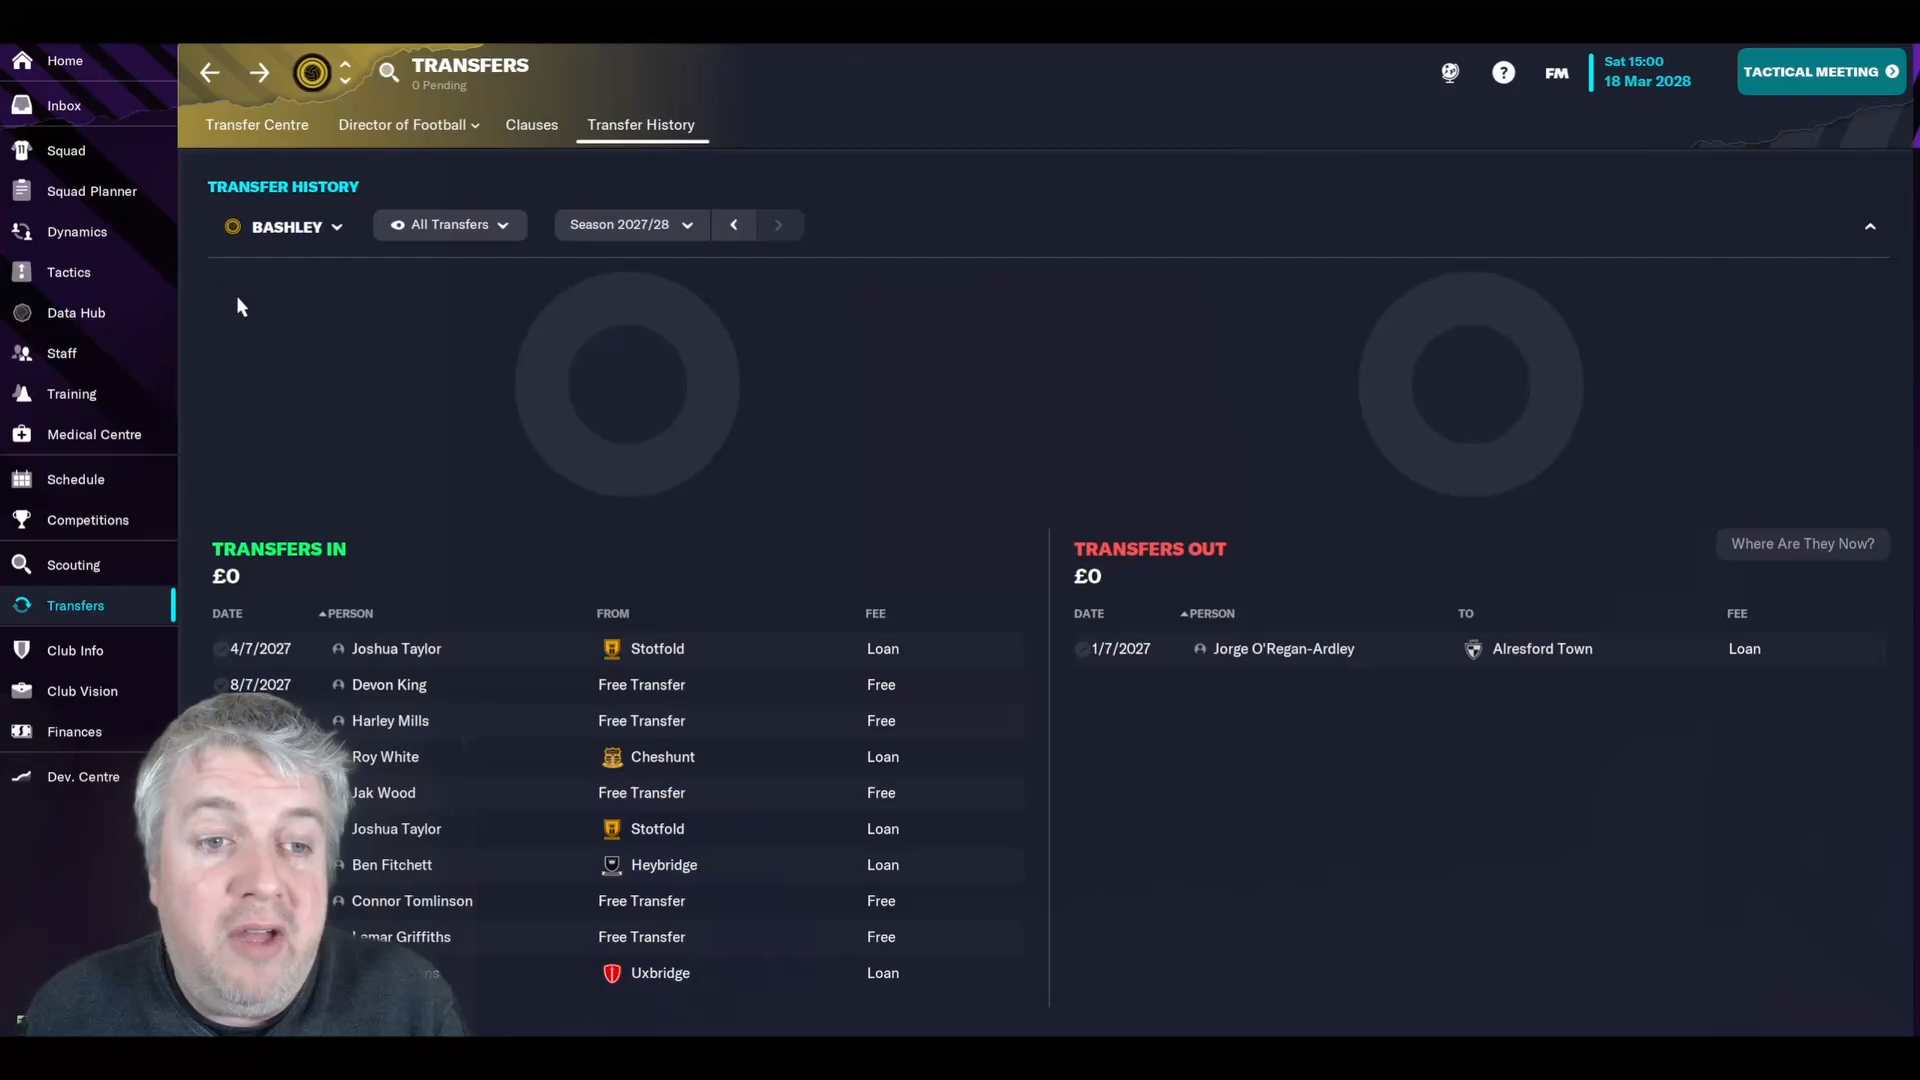 Home
Inbox
Squad
Squad Planner
Dynamics
Tactics
Data Hub
Staff
Training
Medical Centre
Schedule
Competitions
Scouting
Transfers
Club Info
Club Vision
Finances
Dev. Centre
TRANSFERS
0 Pending
FM
Sat 15:00
18 Mar 2028
TACTICAL MEETING
Transfer Centre
Director of Football
Clauses
Transfer History
TRANSFER HISTORY
BASHLEY
All Transfers
Season 2027/28
TRANSFERS IN
£0
DATE PERSON FROM FEE
4/7/2027 Joshua Taylor Stotfold Loan
8/7/2027 Devon King Free Transfer Free
Harley Mills Free Transfer Free
Roy White Cheshunt Loan
Jak Wood Free Transfer Free
Joshua Taylor Stotfold Loan
Ben Fitchett Heybridge Loan
Connor Tomlinson Free Transfer Free
Griffiths Free Transfer Free
Uxbridge Loan
TRANSFERS OUT
£0
Where Are They Now?
DATE PERSON TO FEE
1/7/2027 Jorge O'Regan-Ardley Alresford Town Loan